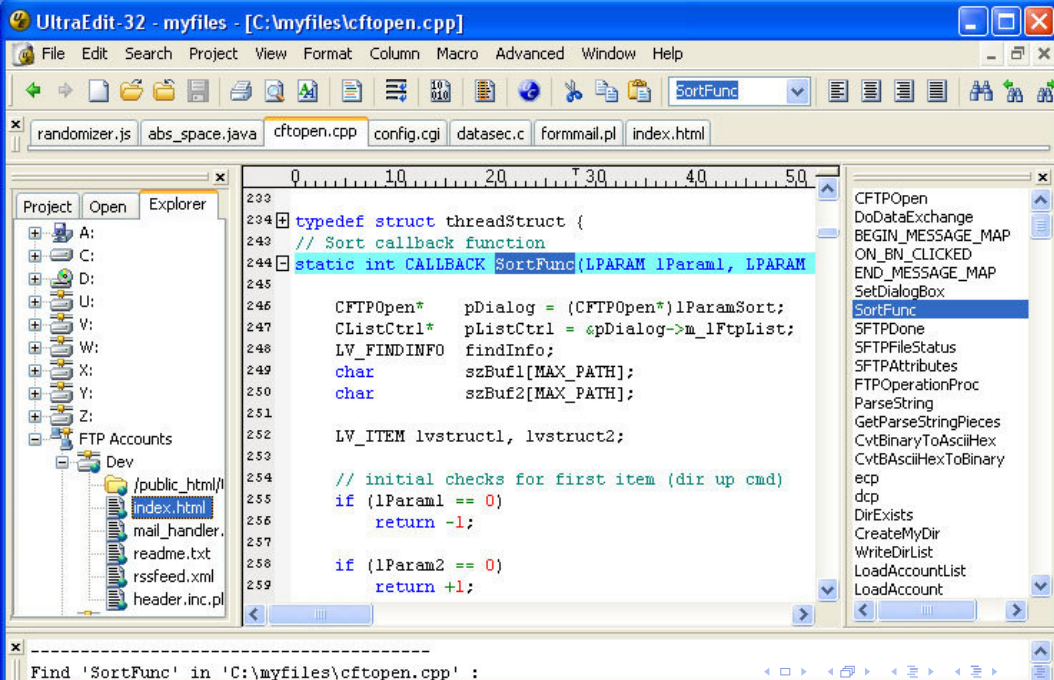 UltraEdit-32 - myfiles - [C:\myfiles\cftopen.cpp]
File Edit Search Project View Format Column Macro Advanced Window Help
SortFunc
randomizer.js abs_space.java cftopen.cpp config.cgi datasec.c formmail.pl index.html
Project Open Explorer
A:
C:
D:
U:
V:
W:
X:
Y:
Z:
FTP Accounts
Dev
/public_html/
index.html
mail_handler.
readme.txt
rssfeed.xml
header.inc.pl
0 10 20 30 40 50
233
234 typedef struct threadStruct {
243 // Sort callback function
244 static int CALLBACK SortFunc(LPARAM lParam1, LPARAM
245
246 CFTPOpen* pDialog = (CFTPOpen*)lParamSort;
247 CListCtrl* pListCtrl = &pDialog->m_lFtpList;
248 LV_FINDINFO findInfo;
249 char szBuf1[MAX_PATH];
250 char szBuf2[MAX_PATH];
251
252 LV_ITEM lvstruct1, lvstruct2;
253
254 // initial checks for first item (dir up cmd)
255 if (lParam1 == 0)
256 return -1;
257
258 if (lParam2 == 0)
259 return +1;
CFTPOpen
DoDataExchange
BEGIN_MESSAGE_MAP
ON_BN_CLICKED
END_MESSAGE_MAP
SetDialogBox
SortFunc
SFTPDone
SFTPFileStatus
SFTPAttributes
FTPOperationProc
ParseString
GetParseStringPieces
CvtBinaryToAsciiHex
CvtBAsciiHexToBinary
ecp
dcp
DirExists
CreateMyDir
WriteDirList
LoadAccountList
LoadAccount
----------------------------------------
Find 'SortFunc' in 'C:\myfiles\cftopen.cpp' :